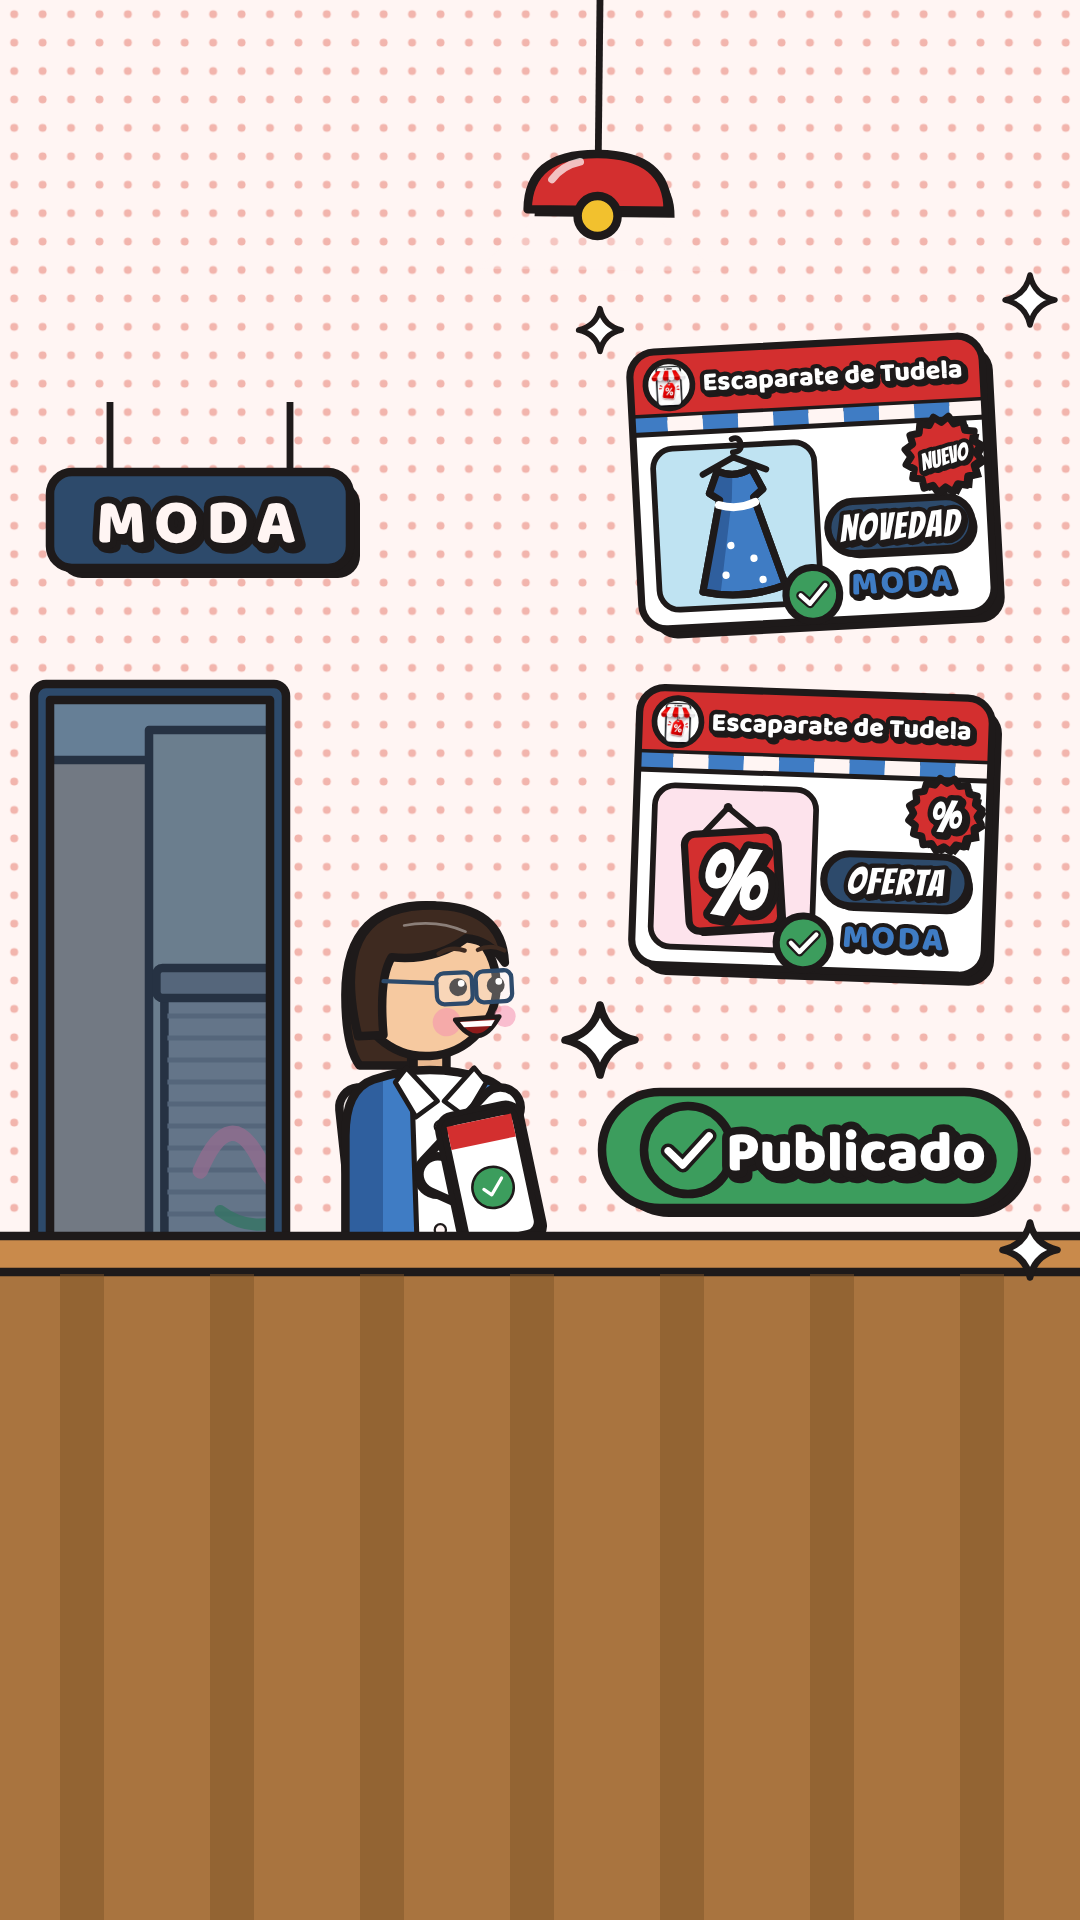 MODA
Escaparate de Tudela
NUEVO
NOVEDAD
MODA
Escaparate de Tudela
%
%
OFERTA
MODA
Publicado